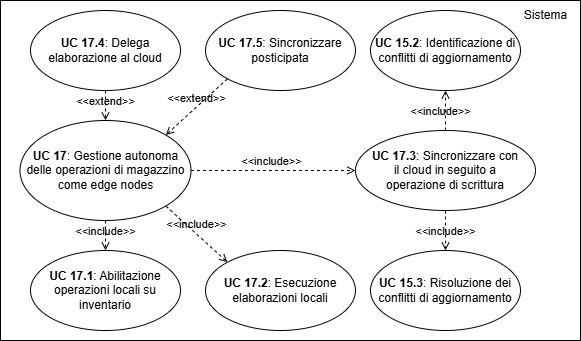 Sistema
UC 17.4: Delega
elaborazione al cloud
UC 17.5: Sincronizzare
posticipata
UC 15.2: Identificazione di
conflitti di aggiornamento
<<extend>>
<<extend>>
<<include>>
UC 17: Gestione autonoma
delle operazioni di magazzino
come edge nodes
<<include>>
UC 17.3: Sincronizzare con
il cloud in seguito a
operazione di scrittura
<<include>>
<<include>>
<<include>>
UC 17.1: Abilitazione
operazioni locali su
inventario
UC 17.2: Esecuzione
elaborazioni locali
UC 15.3: Risoluzione dei
conflitti di aggiornamento